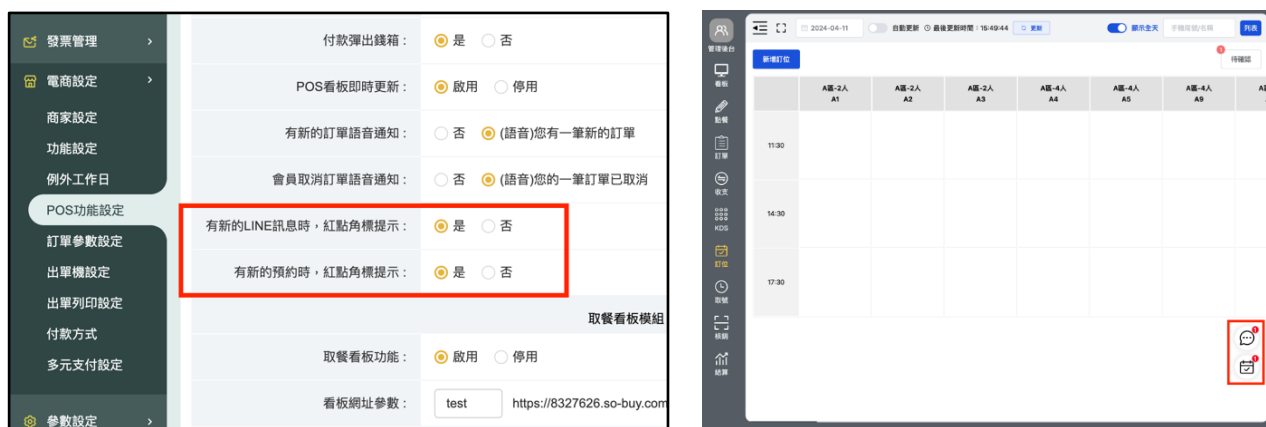 發票管理
電商設定
商家設定
功能設定
例外工作日
POS功能設定
訂單參數設定
出單機設定
出單列印設定
付款方式
多元支付設定
參數設定
付款彈出錢箱： 是 否
POS看板即時更新： 啟用 停用
有新的訂單語音通知： 否 (語音)您有一筆新的訂單
會員取消訂單語音通知： 否 (語音)您的一筆訂單已取消
有新的LINE訊息時，紅點角標提示： 是 否
有新的預約時，紅點角標提示： 是 否
取餐看板模組
取餐看板功能： 啟用 停用
看板網址參數： test https://8327626.so-buy.com
管理後台
看板
點餐
訂單
收支
KDS
訂位
取號
核銷
結算
2024-04-11 自動更新 最後更新時間：15:49:44 更新 顯示全天 手機尾號/名稱 列表
新增訂位 1 待確認
A區-2人 A區-2人 A區-2人 A區-4人 A區-4人 A區-4人
A1 A2 A3 A4 A5 A9
11:30
14:30
17:30
1
1